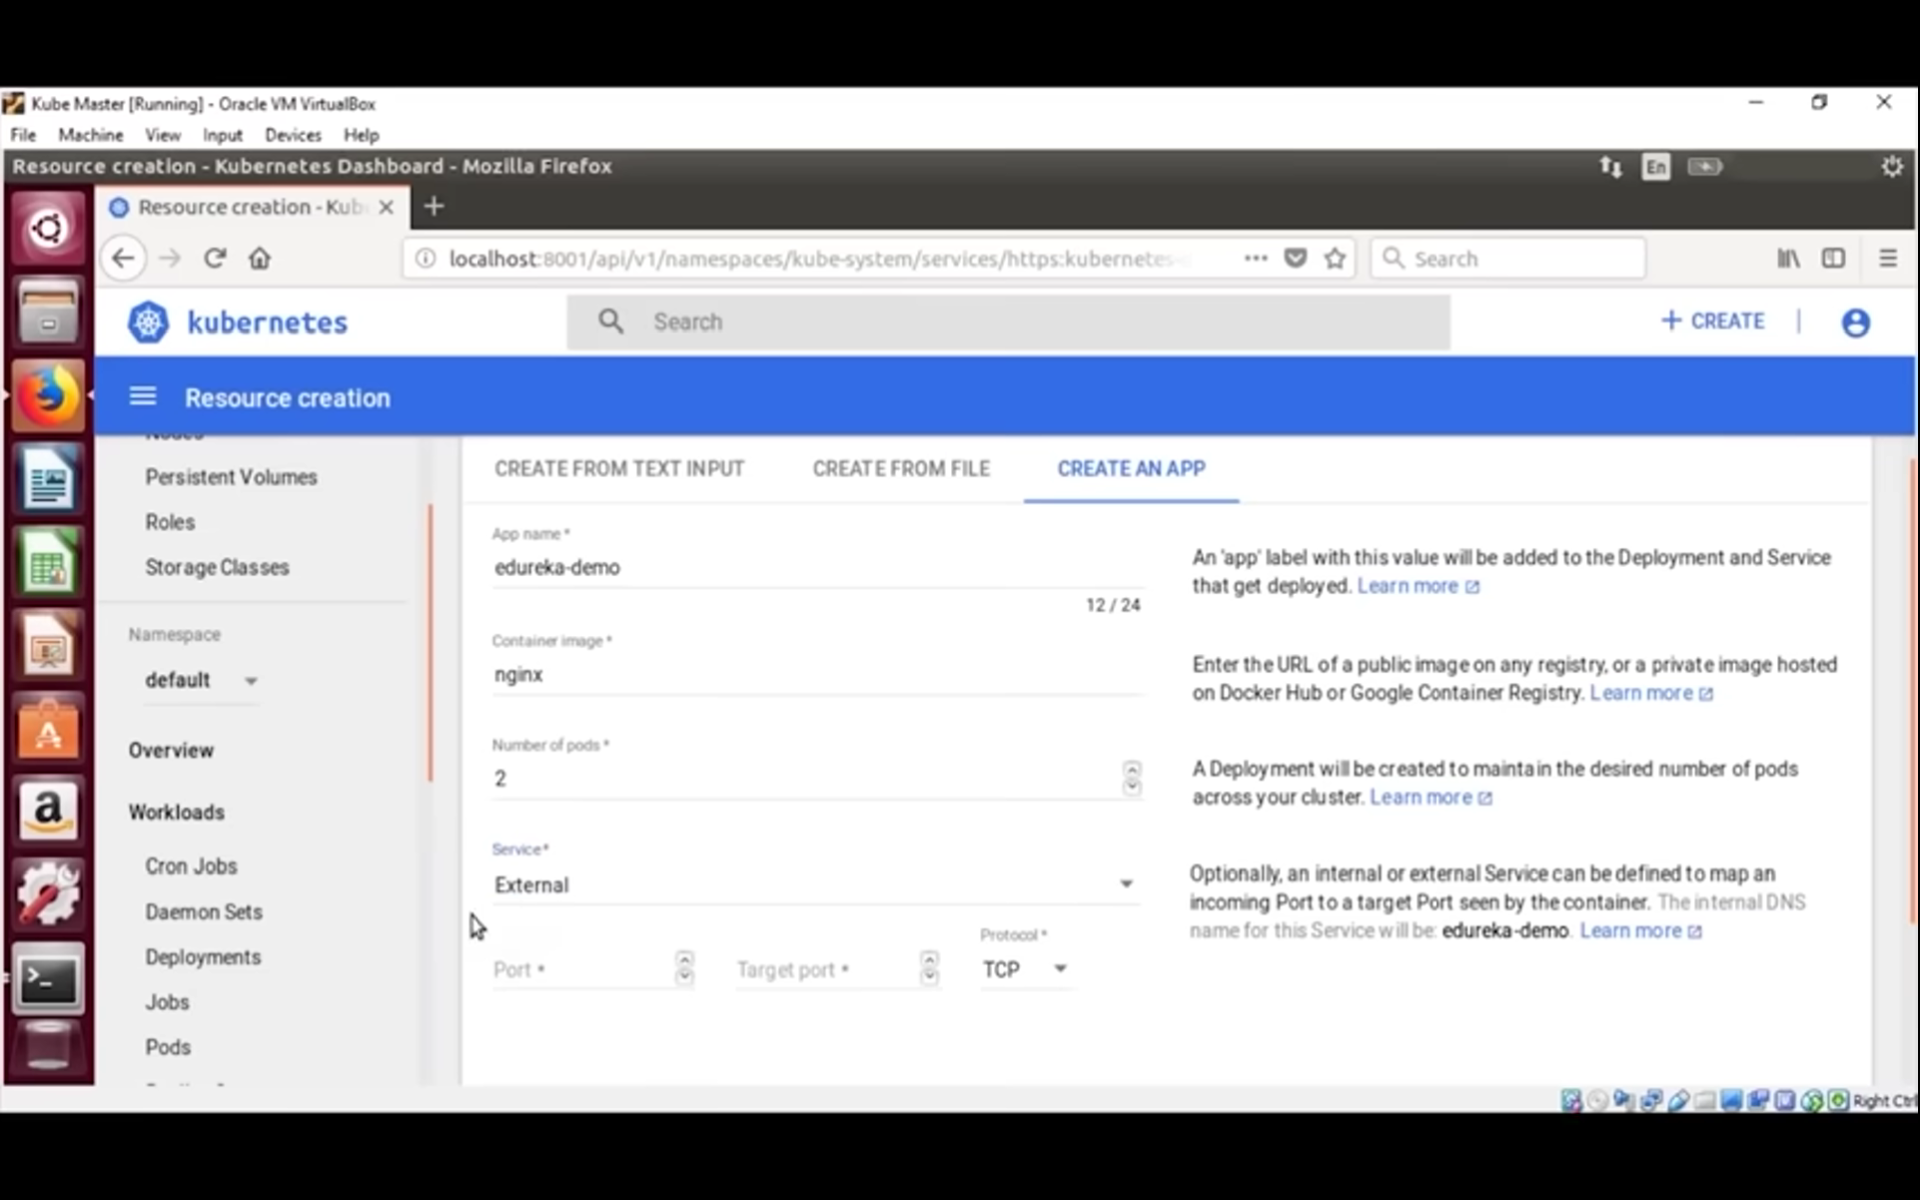 Kube Master [Running] - Oracle VM VirtualBox
File Machine View Input Devices Help
Resource creation - Kubernetes Dashboard - Mozilla Firefox
En
Resource creation - Kub
localhost:8001/api/v1/namespaces/kube-system/services/https:kubernetes-
Search
kubernetes
Search
+ CREATE
Resource creation
Nodes
Persistent Volumes
Roles
Storage Classes
Namespace
default
Overview
Workloads
Cron Jobs
Daemon Sets
Deployments
Jobs
Pods
CREATE FROM TEXT INPUT
CREATE FROM FILE
CREATE AN APP
App name *
edureka-demo
12 / 24
An 'app' label with this value will be added to the Deployment and Service
that get deployed. Learn more
Container image *
nginx
Enter the URL of a public image on any registry, or a private image hosted
on Docker Hub or Google Container Registry. Learn more
Number of pods *
2
A Deployment will be created to maintain the desired number of pods
across your cluster. Learn more
Service *
External
Optionally, an internal or external Service can be defined to map an
incoming Port to a target Port seen by the container. The internal DNS
name for this Service will be: edureka-demo. Learn more
Port *
Target port *
Protocol *
TCP
Right Ctrl